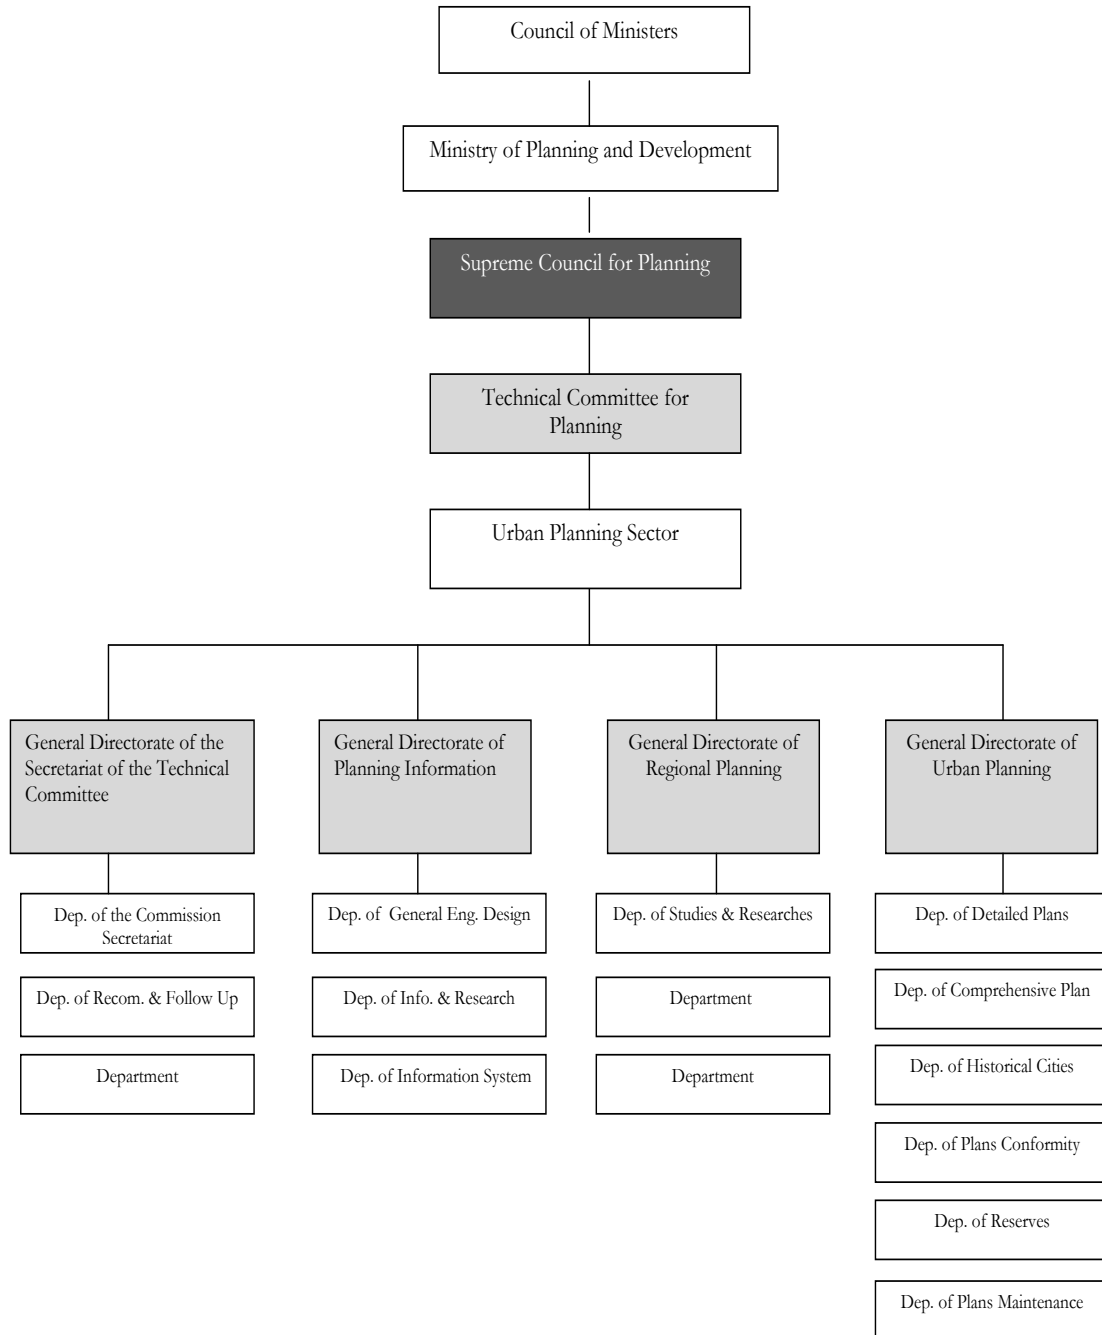 Council of Ministers
Ministry of Planning and Development
Supreme Council for Planning
Technical Committee for
Planning
Urban Planning Sector
General Directorate of the
Secretariat of the Technical
Committee
General Directorate of
Planning Information
General Directorate of
Regional Planning
General Directorate of
Urban Planning
Dep. of the Commission
Secretariat
Dep. of General Eng. Design
Dep. of Studies & Researches
Dep. of Detailed Plans
Dep. of Recom. & Follow Up
Dep. of Info. & Research
Department
Dep. of Comprehensive Plan
Department
Dep. of Information System
Department
Dep. of Historical Cities
Dep. of Plans Conformity
Dep. of Reserves
Dep. of Plans Maintenance